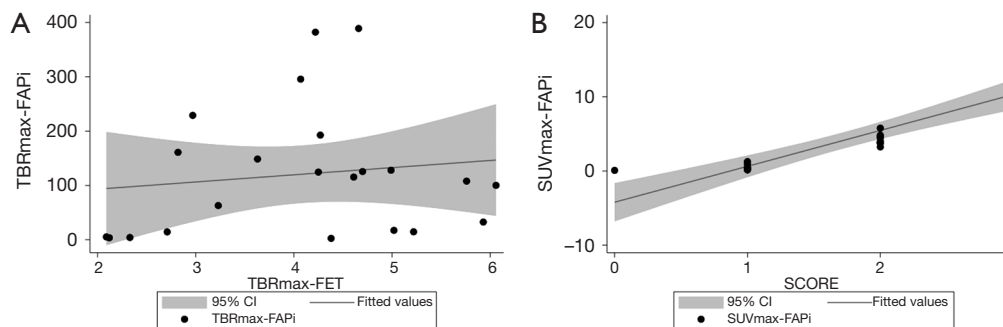 A
TBRmax-FAPi
400
300
200
100
0
2 3 4 5 6
TBRmax-FET
95% CI Fitted values
TBRmax-FAPi
B
SUVmax-FAPi
20
10
0
−10
0 1 2
SCORE
95% CI Fitted values
SUVmax-FAPi